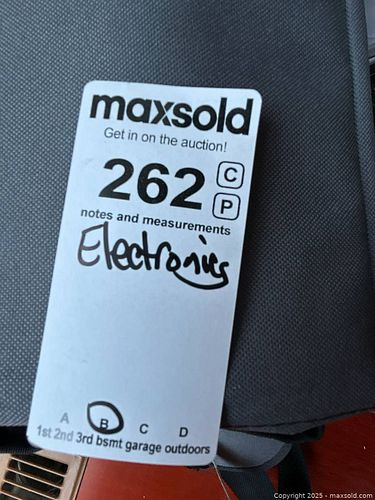 maxsold
Get in on the auction!
262 C
P
notes and measurements
Electronics
A B C D
1st 2nd 3rd bsmt garage outdoors
Copyright © 2025 - maxsold.com